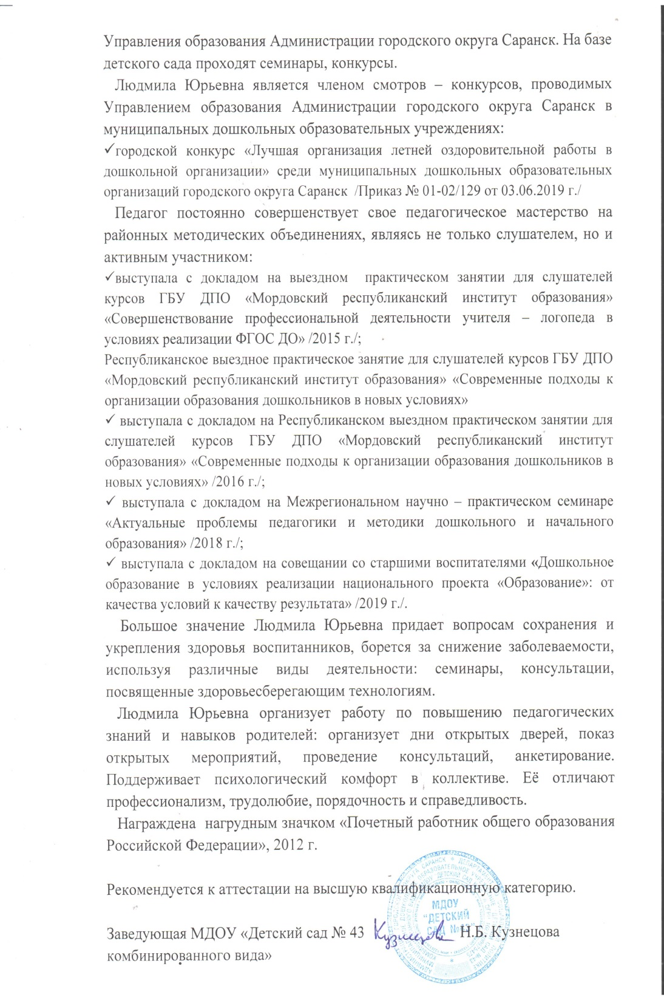 Управления образования Администрации городского округа Саранск. На базе
детского сада проходят семинары, конкурсы.
Людмила Юрьевна является членом смотров – конкурсов, проводимых
Управлением образования Администрации городского округа Саранск в
муниципальных дошкольных образовательных учреждениях:
✓городской конкурс «Лучшая организация летней оздоровительной работы в
дошкольной организации» среди муниципальных дошкольных образовательных
организаций городского округа Саранск /Приказ № 01-02/129 от 03.06.2019 г./
Педагог постоянно совершенствует свое педагогическое мастерство на
районных методических объединениях, являясь не только слушателем, но и
активным участником:
✓выступала с докладом на выездном практическом занятии для слушателей
курсов ГБУ ДПО «Мордовский республиканский институт образования»
«Совершенствование профессиональной деятельности учителя – логопеда в
условиях реализации ФГОС ДО» /2015 г./;
Республиканское выездное практическое занятие для слушателей курсов ГБУ ДПО
«Мордовский республиканский институт образования» «Современные подходы к
организации образования дошкольников в новых условиях»
✓ выступала с докладом на Республиканском выездном практическом занятии для
слушателей курсов ГБУ ДПО «Мордовский республиканский институт
образования» «Современные подходы к организации образования дошкольников в
новых условиях» /2016 г./;
✓ выступала с докладом на Межрегиональном научно – практическом семинаре
«Актуальные проблемы педагогики и методики дошкольного и начального
образования» /2018 г./;
✓ выступала с докладом на совещании со старшими воспитателями «Дошкольное
образование в условиях реализации национального проекта «Образование»: от
качества условий к качеству результата» /2019 г./.
Большое значение Людмила Юрьевна придает вопросам сохранения и
укрепления здоровья воспитанников, борется за снижение заболеваемости,
используя различные виды деятельности: семинары, консультации,
посвященные здоровьесберегающим технологиям.
Людмила Юрьевна организует работу по повышению педагогических
знаний и навыков родителей: организует дни открытых дверей, показ
открытых мероприятий, проведение консультаций, анкетирование.
Поддерживает психологический комфорт в коллективе. Её отличают
профессионализм, трудолюбие, порядочность и справедливость.
Награждена нагрудным значком «Почетный работник общего образования
Российской Федерации», 2012 г.
Рекомендуется к аттестации на высшую квалификационную категорию.
МДОУ
"ДЕТСКИЙ
САД №43"
Заведующая МДОУ «Детский сад № 43 Кузнецова Н.Б. Кузнецова
комбинированного вида»